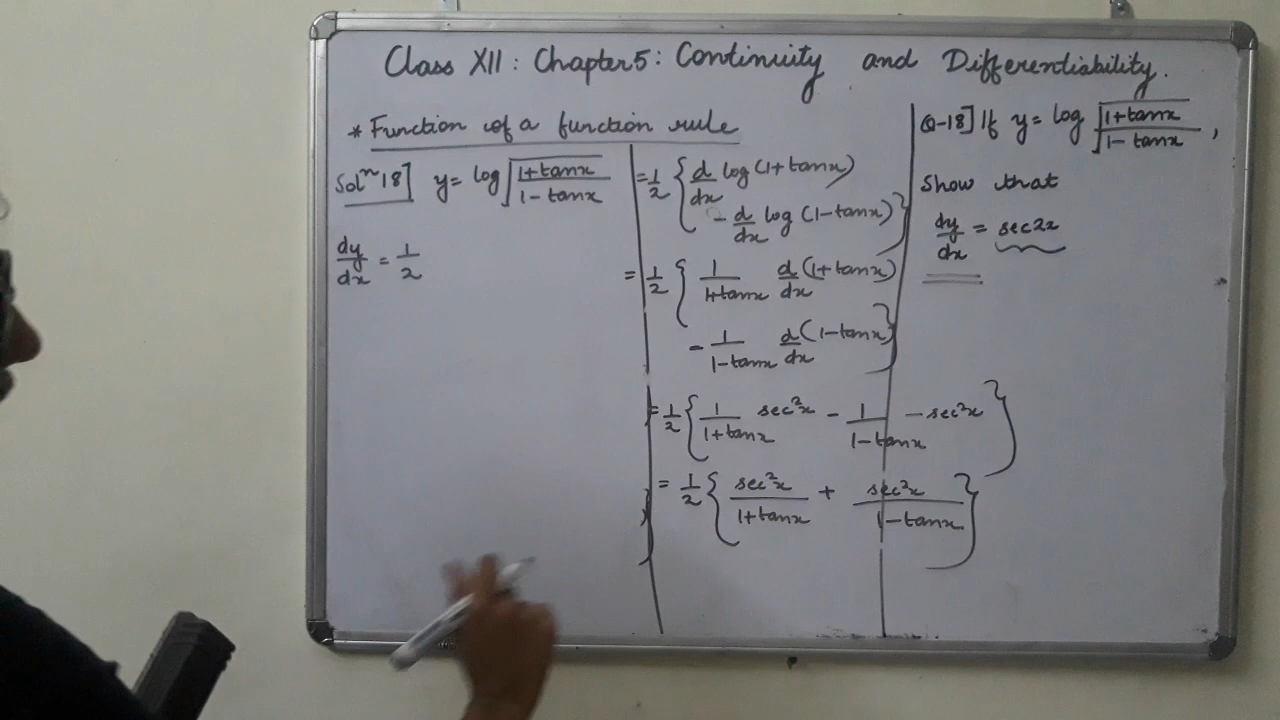 Class XII : Chapter 5 : Continuity and Differentiability.
* Function of a function rule
Solⁿ 18] y = log √(1+tanx / 1-tanx)
dy/dx = 1/2
= 1/2 { d/dx log (1+tanx)
- d/dx log (1-tanx) }
= 1/2 { 1/1+tanx d/dx (1+tanx)
- 1/1-tanx d/dx (1-tanx) }
= 1/2 { 1/1+tanx sec²x - 1/1-tanx -sec²x }
= 1/2 { sec²x/1+tanx + sec²x/1-tanx }
Q-18] If y = log √(1+tanx / 1-tanx) ,
Show that
dy/dx = sec2x